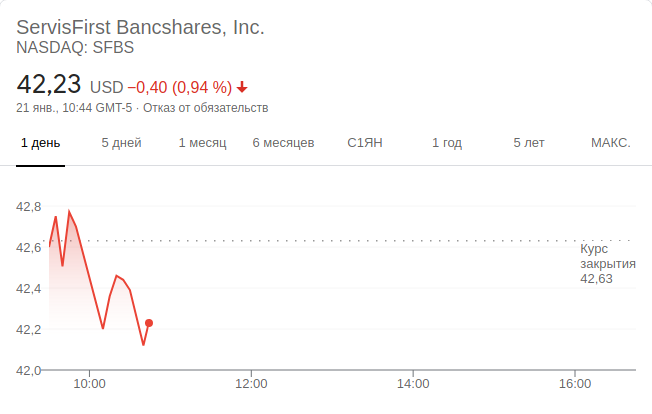 ServisFirst Bancshares, Inc.
NASDAQ: SFBS
42,23 USD −0,40 (0,94 %)
21 янв., 10:44 GMT-5 · Отказ от обязательств
1 день 5 дней 1 месяц 6 месяцев С1ЯН 1 год 5 лет МАКС.
42,8
42,6
Курс
закрытия
42,63
42,4
42,2
42,0
10:00 12:00 14:00 16:00